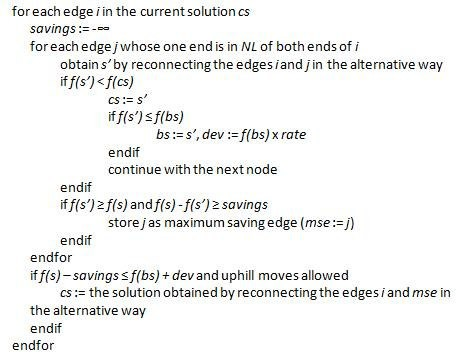 for each edge i in the current solution cs
savings := -∞
for each edge j whose one end is in NL of both ends of i
obtain s' by reconnecting the edges i and j in the alternative way
if f(s') < f(cs)
cs := s'
if f(s') ≤ f(bs)
bs := s', dev := f(bs) x rate
endif
continue with the next node
endif
if f(s') ≥ f(s) and f(s) - f(s') ≥ savings
store j as maximum saving edge (mse := j)
endif
endfor
if f(s) – savings ≤ f(bs) + dev and uphill moves allowed
cs := the solution obtained by reconnecting the edges i and mse in
the alternative way
endif
endfor